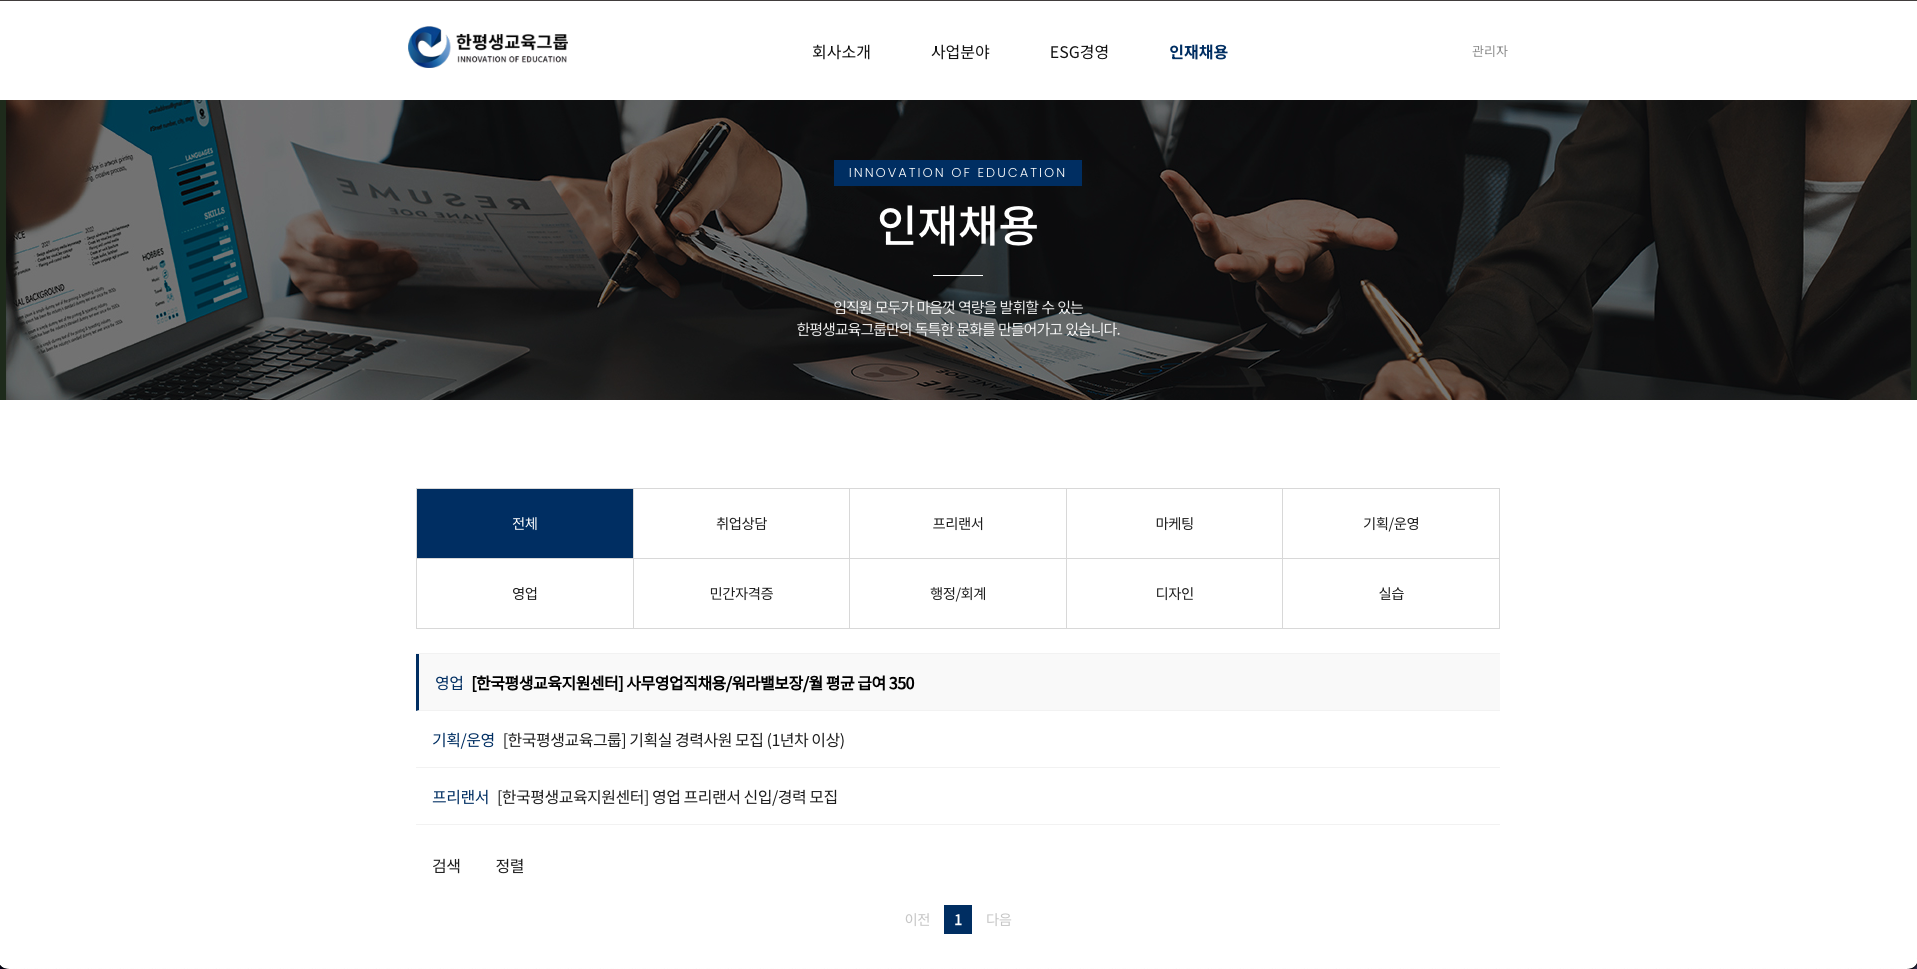 한평생교육그룹
INNOVATION OF EDUCATION
회사소개 사업분야 ESG경영 인재채용 관리자
INNOVATION OF EDUCATION
인재채용
임직원 모두가 마음껏 역량을 발휘할 수 있는
한평생교육그룹만의 독특한 문화를 만들어가고 있습니다.
RESUME
JANE DOE
LANGUAGES
SKILLS
HOBBIES
전체 취업상담 프리랜서 마케팅 기획/운영
영업 민간자격증 행정/회계 디자인 실습
영업 [한국평생교육지원센터] 사무영업직채용/워라밸보장/월 평균 급여 350
기획/운영 [한국평생교육그룹] 기획실 경력사원 모집 (1년차 이상)
프리랜서 [한국평생교육지원센터] 영업 프리랜서 신입/경력 모집
검색 정렬
이전 1 다음